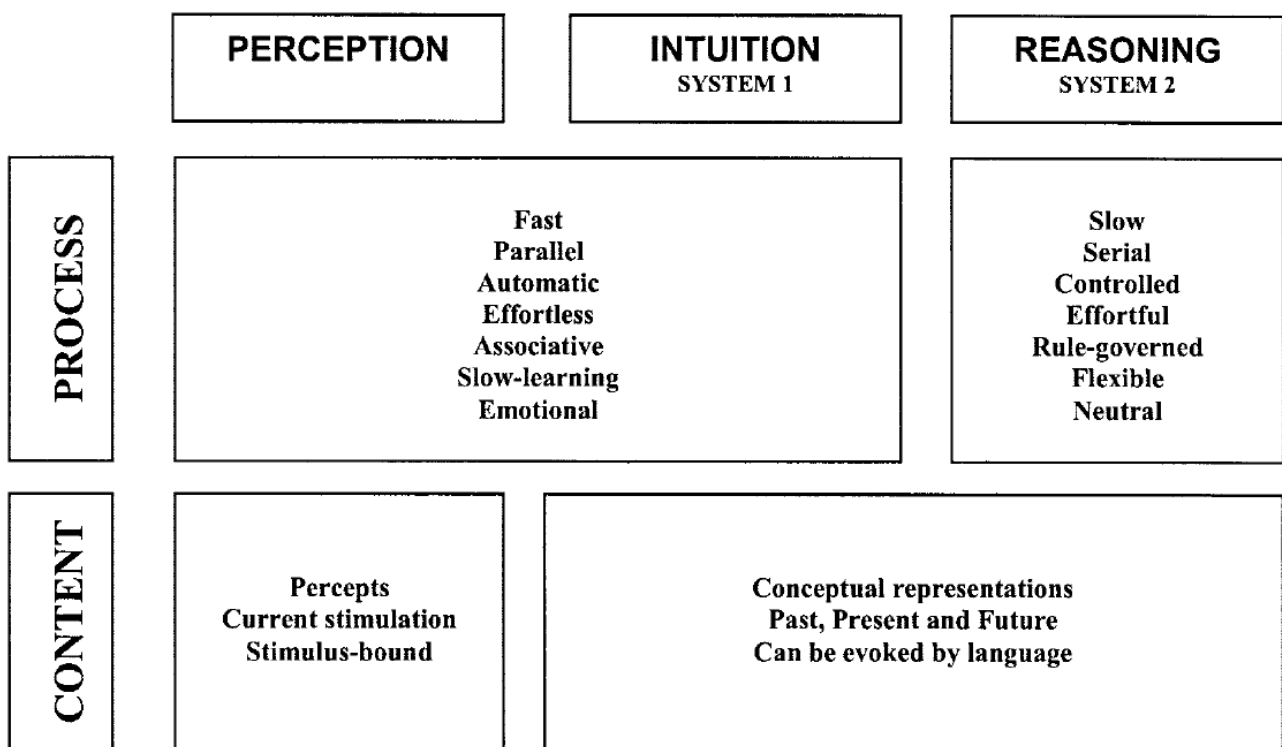 PERCEPTION
INTUITION
SYSTEM 1
REASONING
SYSTEM 2
PROCESS
Fast
Parallel
Automatic
Effortless
Associative
Slow-learning
Emotional
Slow
Serial
Controlled
Effortful
Rule-governed
Flexible
Neutral
CONTENT
Percepts
Current stimulation
Stimulus-bound
Conceptual representations
Past, Present and Future
Can be evoked by language